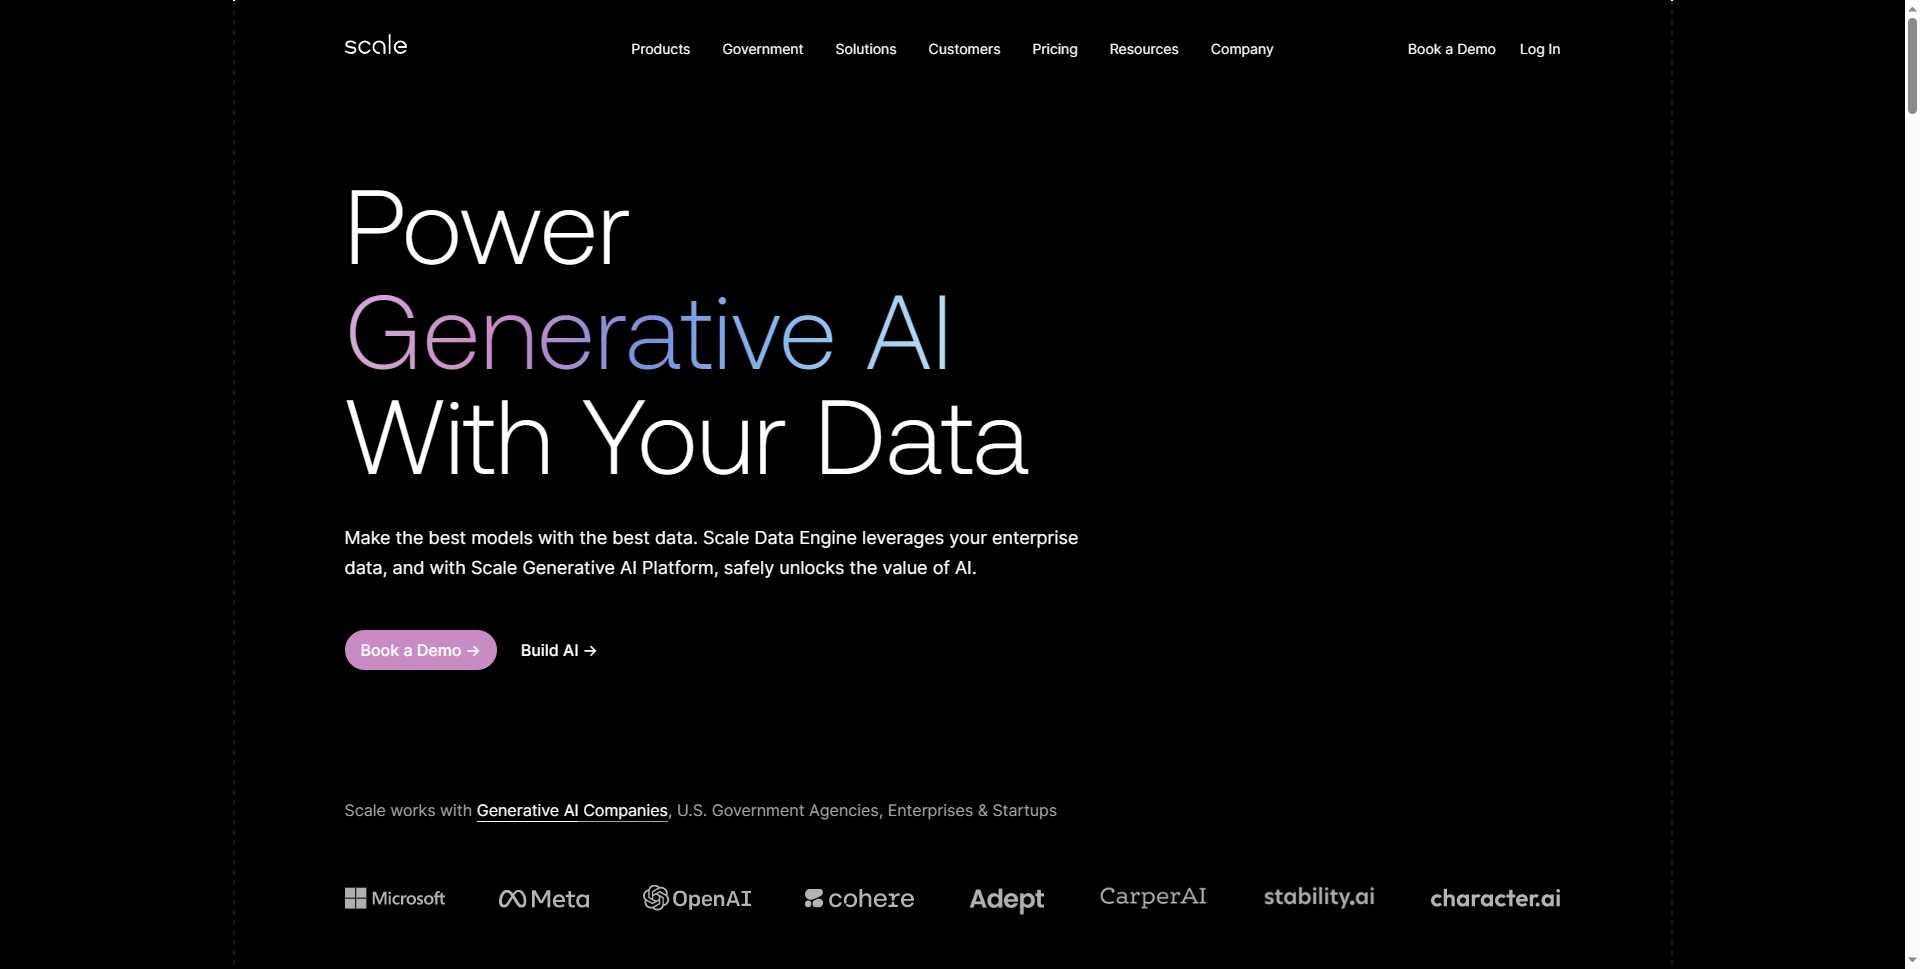 scale
Products Government Solutions Customers Pricing Resources Company Book a Demo Log In
Power
Generative AI
With Your Data
Make the best models with the best data. Scale Data Engine leverages your enterprise
data, and with Scale Generative AI Platform, safely unlocks the value of AI.
Book a Demo → Build AI →
Scale works with Generative AI Companies, U.S. Government Agencies, Enterprises & Startups
Microsoft Meta OpenAI cohere Adept CarperAI stability.ai character.ai